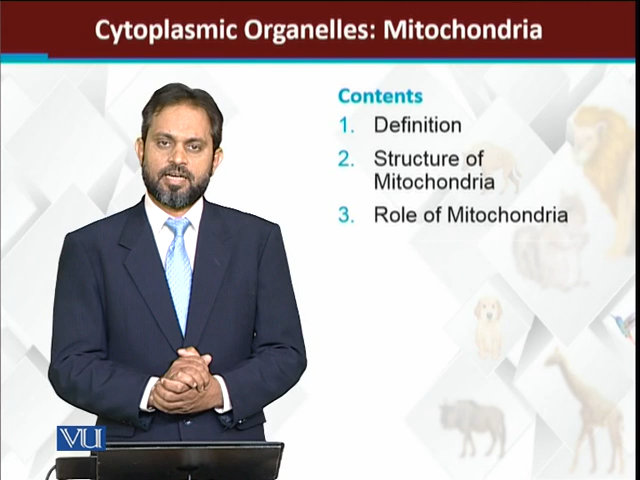 Cytoplasmic Organelles: Mitochondria
Contents
1. Definition
2. Structure of
Mitochondria
3. Role of Mitochondria
VU